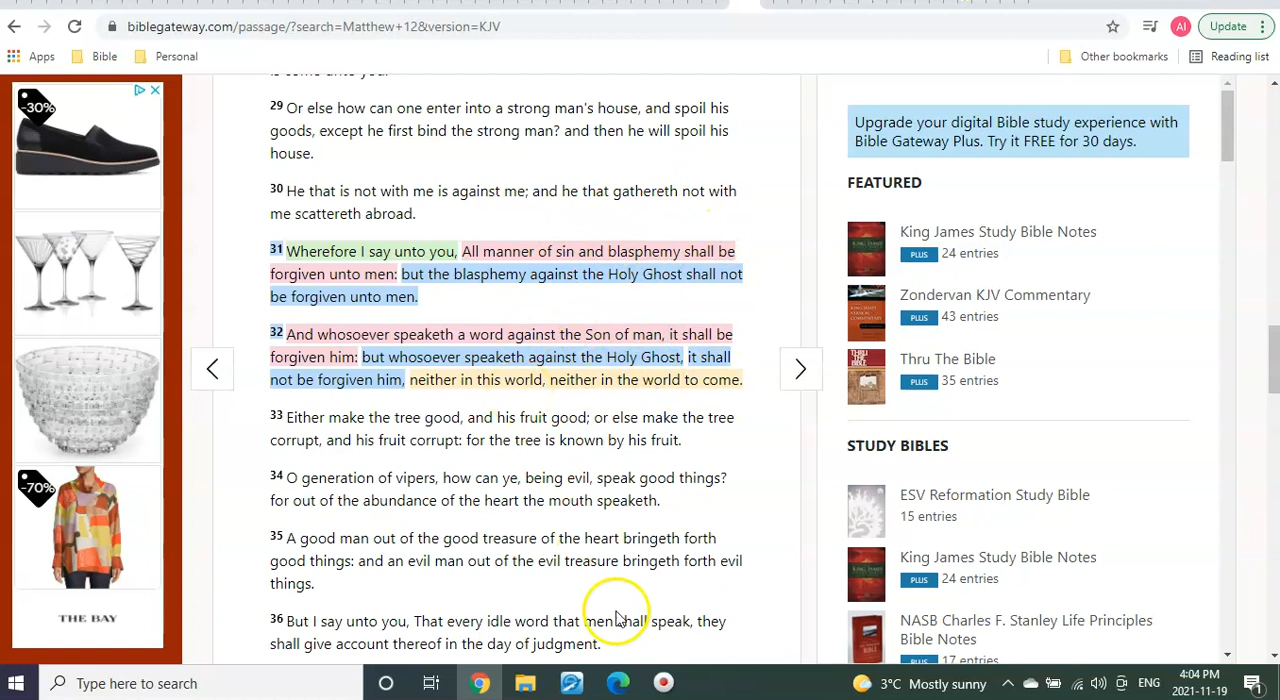 biblegateway.com/passage/?search=Matthew+12&version=KJV
AI
Update
Apps
Bible
Personal
Other bookmarks
Reading list
-30%
-70%
THE BAY
29 Or else how can one enter into a strong man's house, and spoil his
goods, except he first bind the strong man? and then he will spoil his
house.
30 He that is not with me is against me; and he that gathereth not with
me scattereth abroad.
31 Wherefore I say unto you, All manner of sin and blasphemy shall be
forgiven unto men: but the blasphemy against the Holy Ghost shall not
be forgiven unto men.
32 And whosoever speaketh a word against the Son of man, it shall be
forgiven him: but whosoever speaketh against the Holy Ghost, it shall
not be forgiven him, neither in this world, neither in the world to come.
33 Either make the tree good, and his fruit good; or else make the tree
corrupt, and his fruit corrupt: for the tree is known by his fruit.
34 O generation of vipers, how can ye, being evil, speak good things?
for out of the abundance of the heart the mouth speaketh.
35 A good man out of the good treasure of the heart bringeth forth
good things: and an evil man out of the evil treasure bringeth forth evil
things.
36 But I say unto you, That every idle word that men shall speak, they
shall give account thereof in the day of judgment.
Upgrade your digital Bible study experience with
Bible Gateway Plus. Try it FREE for 30 days.
FEATURED
King James Study Bible Notes
PLUS 24 entries
Zondervan KJV Commentary
PLUS 43 entries
Thru The Bible
PLUS 35 entries
STUDY BIBLES
ESV Reformation Study Bible
15 entries
King James Study Bible Notes
PLUS 24 entries
NASB Charles F. Stanley Life Principles
Bible Notes
PLUS 17 entries
Type here to search
3°C Mostly sunny
ENG
4:04 PM
2021-11-19
1